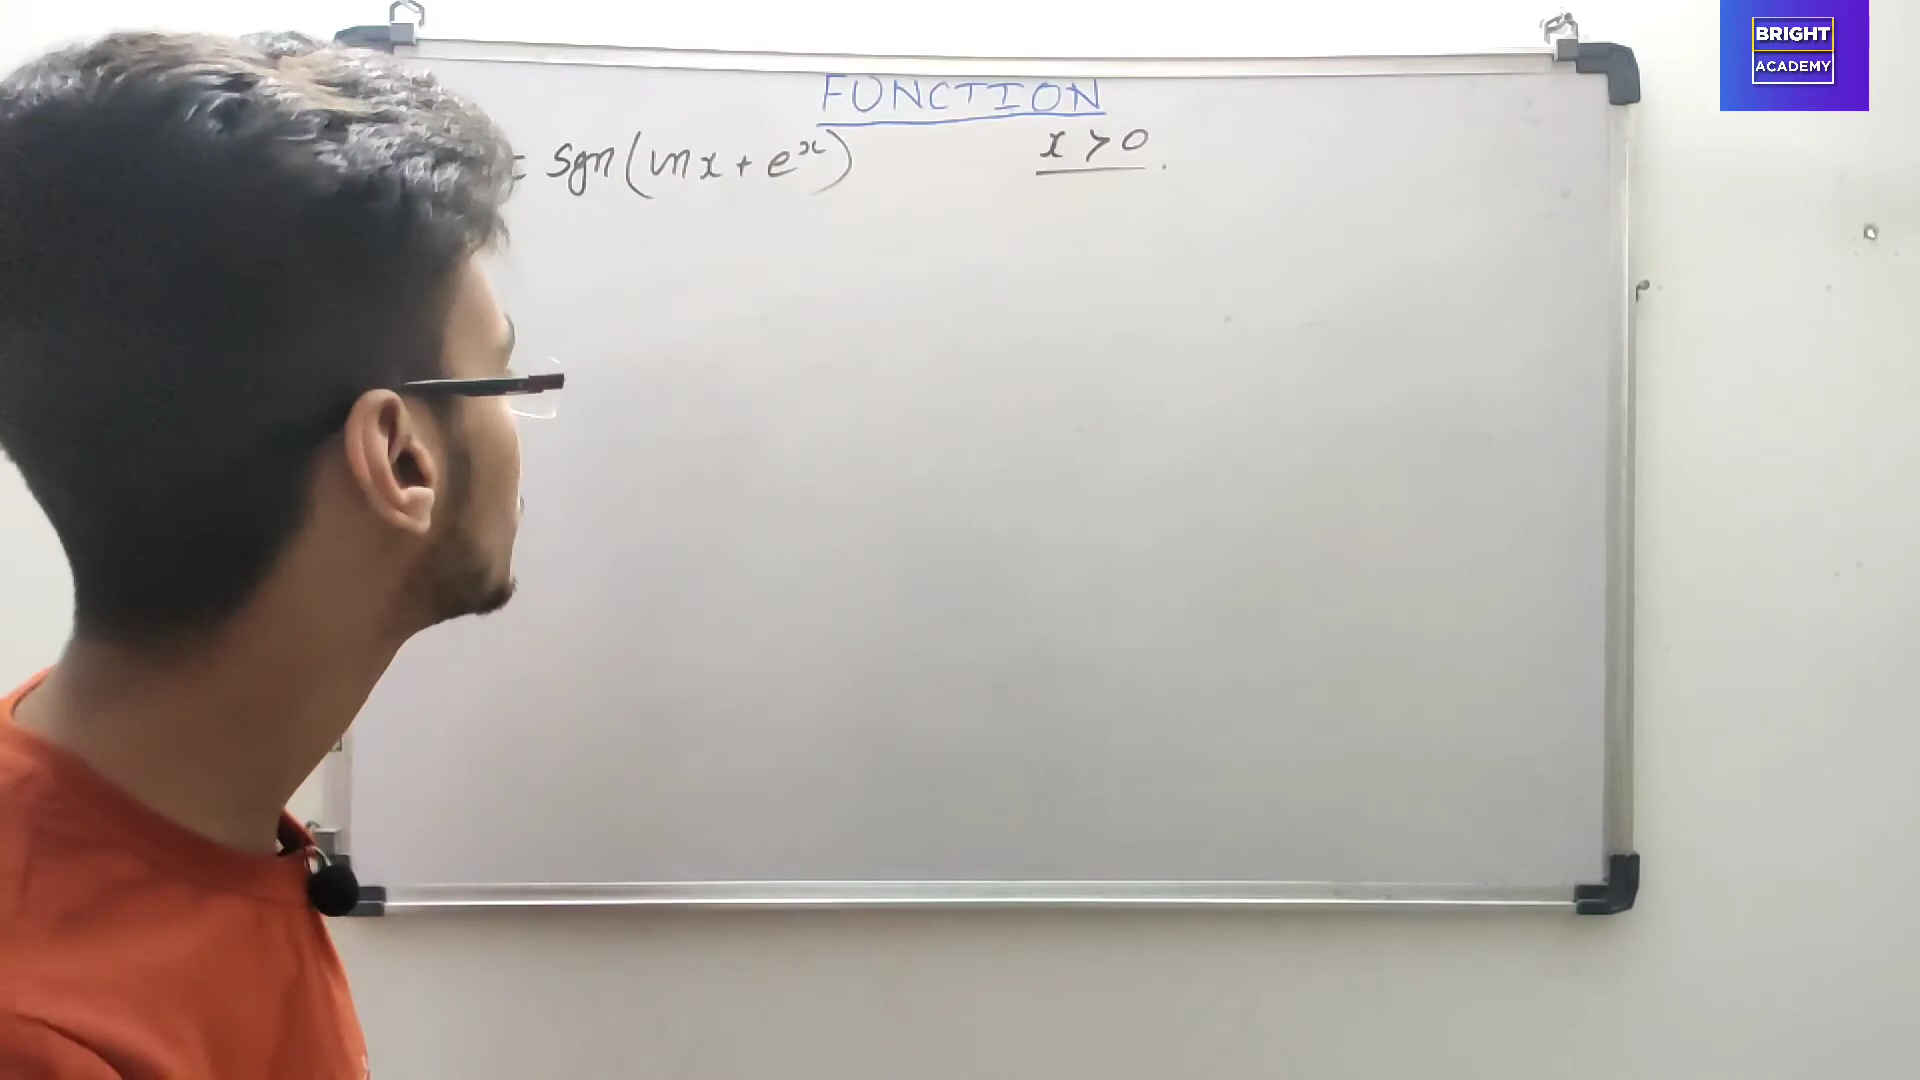 BRIGHT
ACADEMY
FUNCTION
= sgn(ln x + e^x) x > 0.